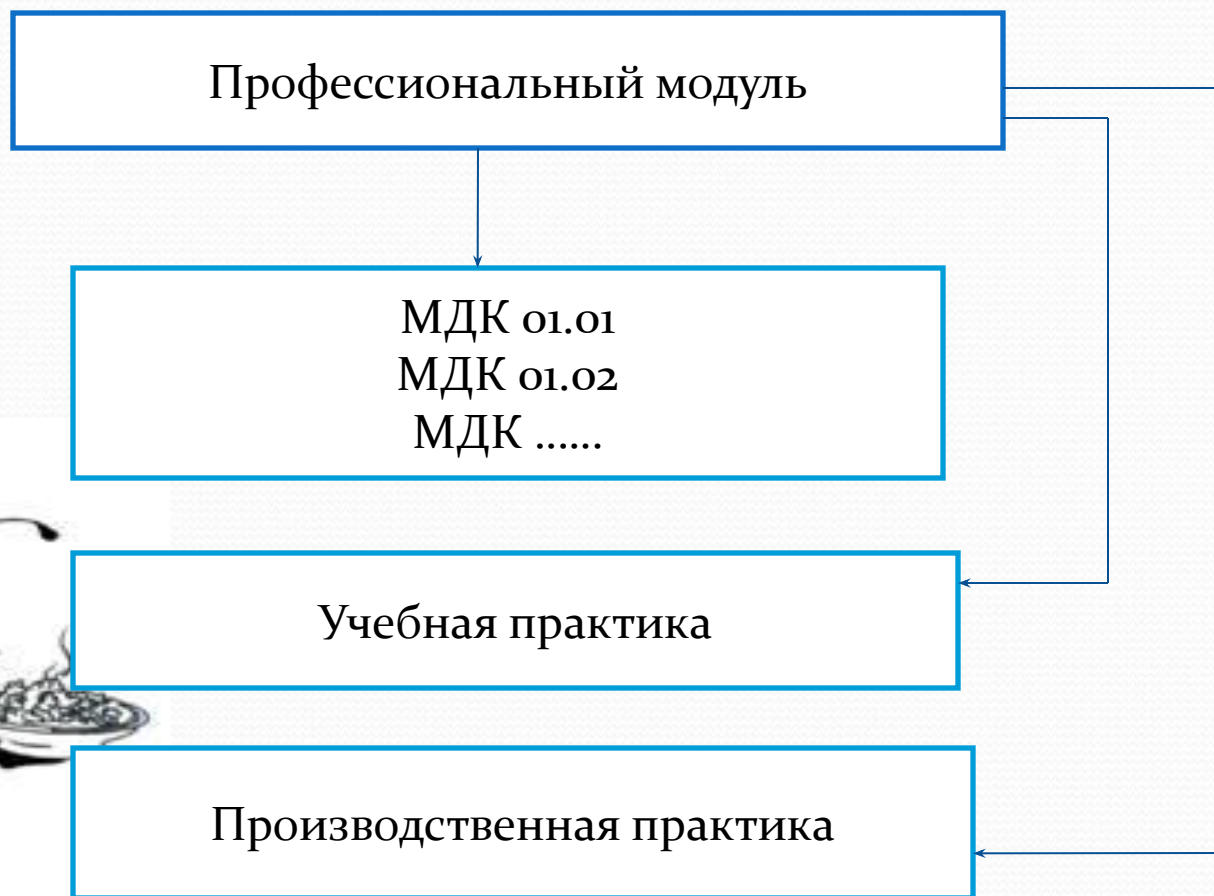 Профессиональный модуль
МДК 01.01
МДК 01.02
МДК ......
Учебная практика
Производственная практика